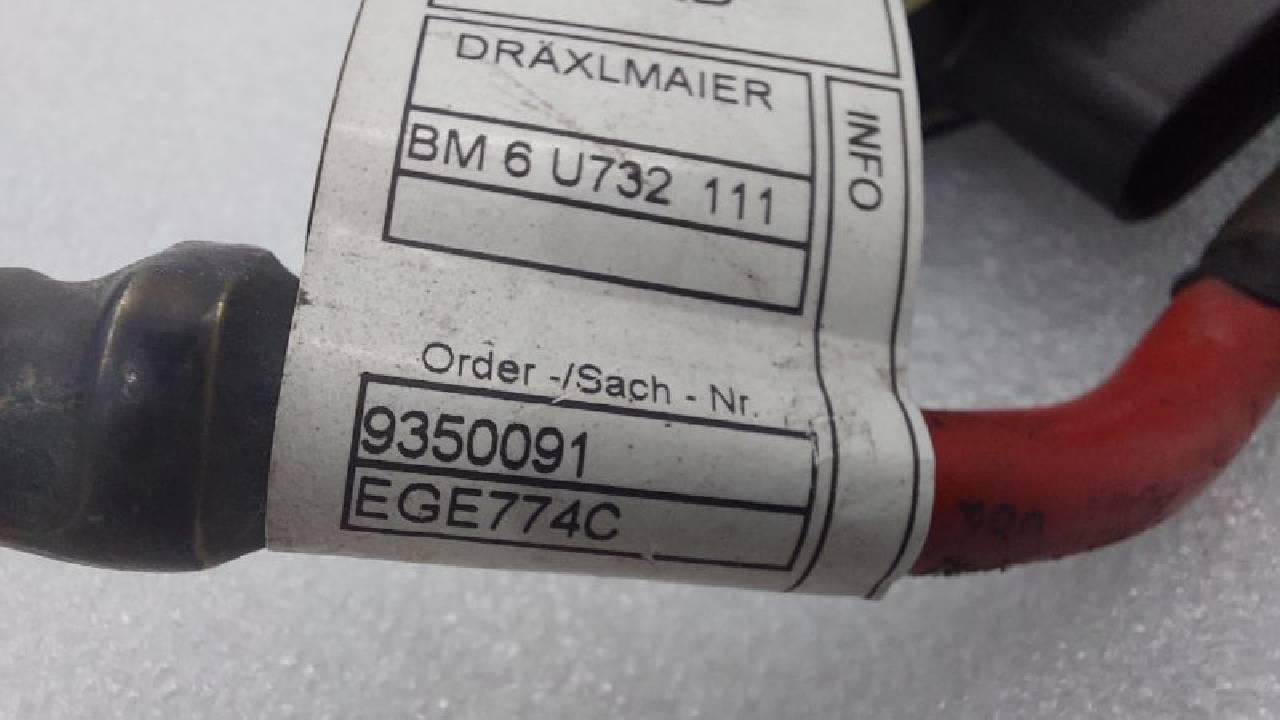 DRÄXLMAIER
INFO
BM 6 U732 111
Order -/Sach - Nr.
9350091
EGE774C